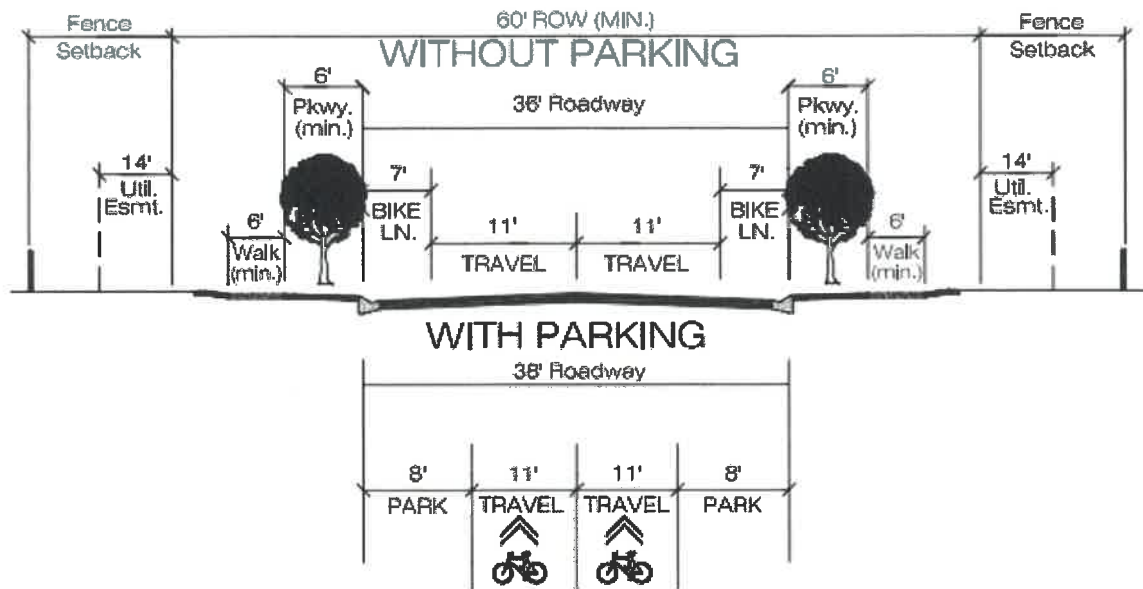 Fence
Setback
60' ROW (MIN.)
WITHOUT PARKING
Fence
Setback
6'
Pkwy.
(min.)
36' Roadway
6'
Pkwy.
(min.)
14'
Util.
Esmt.
6'
Walk
(min.)
7'
BIKE
LN.
11'
TRAVEL
11'
TRAVEL
7'
BIKE
LN.
6'
Walk
(min.)
14'
Util.
Esmt.
WITH PARKING
38' Roadway
8'
PARK
11'
TRAVEL
11'
TRAVEL
8'
PARK